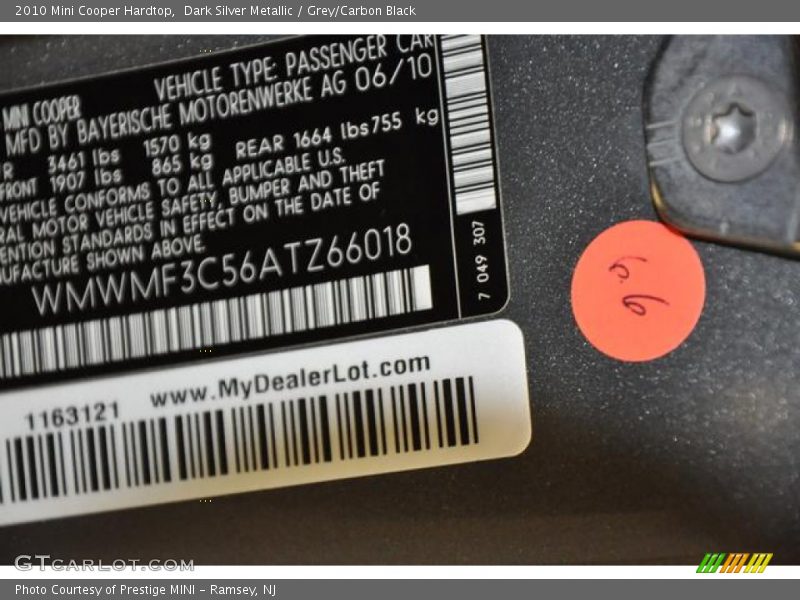 2010 Mini Cooper Hardtop,  Dark Silver Metallic / Grey/Carbon Black
MINI COOPER VEHICLE TYPE: PASSENGER CAR
MFD BY BAYERISCHE MOTORENWERKE AG 06/10
3461 lbs 1570 kg
FRONT 1907 lbs 865 kg REAR 1664 lbs 755 kg
VEHICLE CONFORMS TO ALL APPLICABLE U.S.
RAL MOTOR VEHICLE SAFETY, BUMPER AND THEFT
ENTION STANDARDS IN EFFECT ON THE DATE OF
UFACTURE SHOWN ABOVE.
WMWMF3C56ATZ66018
7 049 307
1163121 www.MyDealerLot.com
GTCARLOT.COM
Photo Courtesy of Prestige MINI - Ramsey, NJ